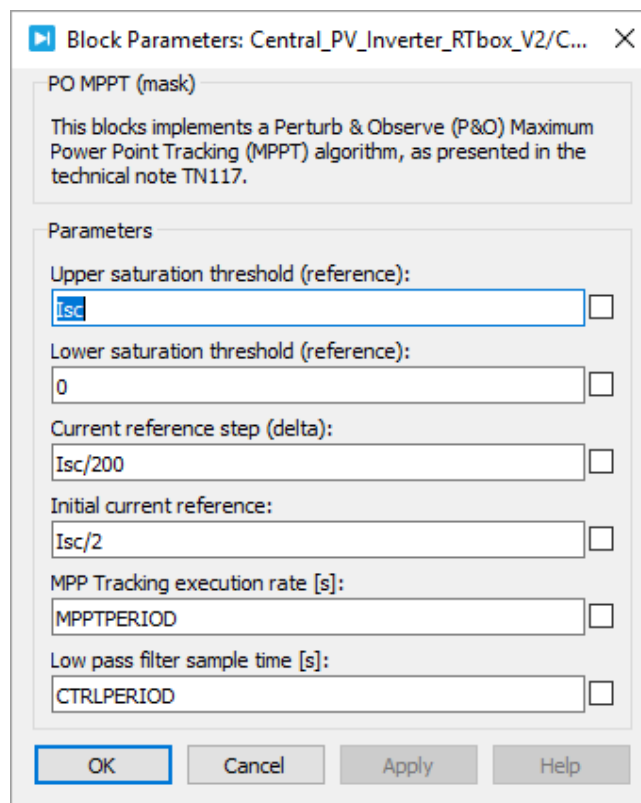 Block Parameters: Central_PV_Inverter_RTbox_V2/C...
PO MPPT (mask)
This blocks implements a Perturb & Observe (P&O) Maximum
Power Point Tracking (MPPT) algorithm, as presented in the
technical note TN117.
Parameters
Upper saturation threshold (reference):
Isc
Lower saturation threshold (reference):
0
Current reference step (delta):
Isc/200
Initial current reference:
Isc/2
MPP Tracking execution rate [s]:
MPPTPERIOD
Low pass filter sample time [s]:
CTRLPERIOD
OK Cancel Apply Help